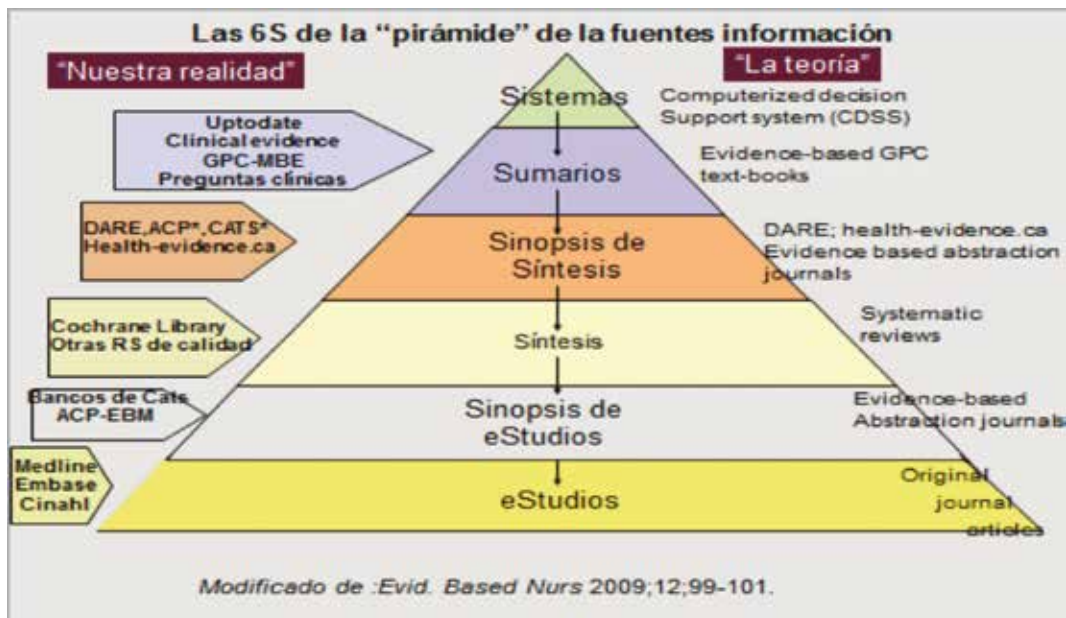 Las 6S de la “pirámide” de la fuentes información
“Nuestra realidad”
“La teoría”
Sistemas
Computerized decision
Support system (CDSS)
Uptodate
Clinical evidence
GPC-MBE
Preguntas clínicas
Sumarios
Evidence-based GPC
text-books
DARE,ACP*,CATS*
Health-evidence.ca
Sinopsis de
Síntesis
DARE; health-evidence.ca
Evidence based abstraction
journals
Cochrane Library
Otras RS de calidad
Síntesis
Systematic
reviews
Bancos de Cats
ACP-EBM
Sinopsis de
eStudios
Evidence-based
Abstraction journals
Medline
Embase
Cinahl
eStudios
Original
journal
articles
Modificado de :Evid. Based Nurs 2009;12;99-101.